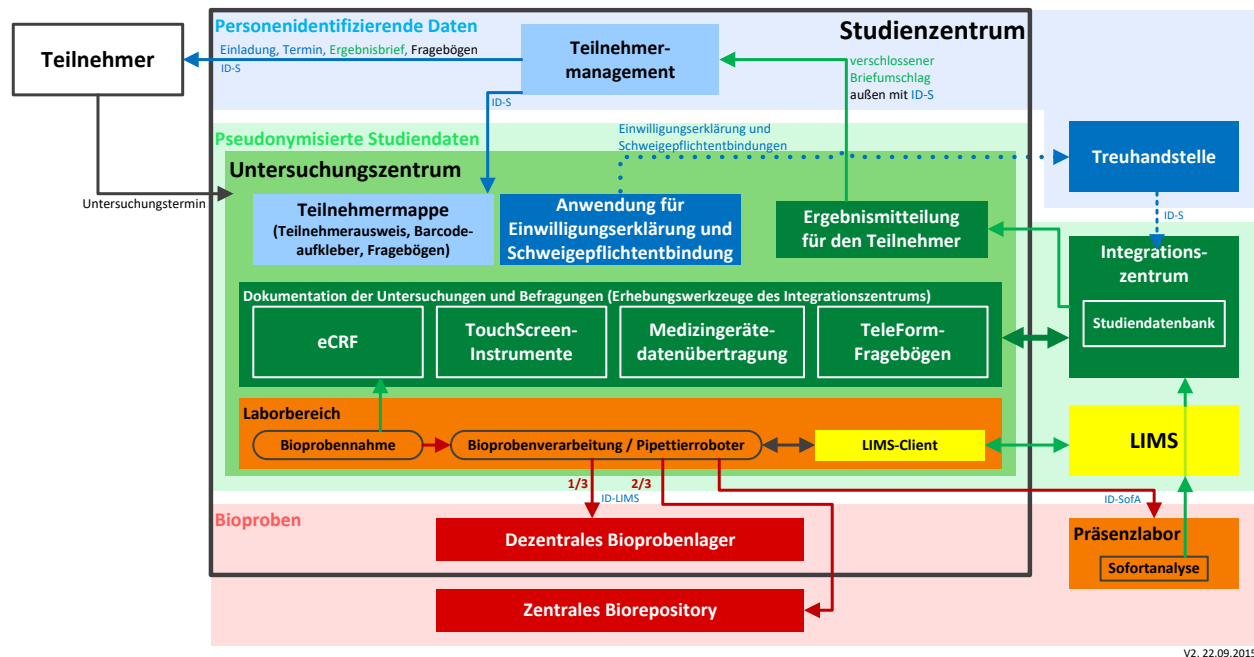 Personenidentifizierende Daten
Studienzentrum
Teilnehmer
Einladung, Termin, Ergebnisbrief, Fragebögen
ID-S
Teilnehmer-
management
verschlossener
Briefumschlag
außen mit ID-S
ID-S
Pseudonymisierte Studiendaten
Einwilligungserklärung und
Schweigepflichtentbindungen
Treuhandstelle
Untersuchungszentrum
Untersuchungstermin
Teilnehmermappe
(Teilnehmerausweis, Barcode-
aufkleber, Fragebögen)
Anwendung für
Einwilligungserklärung und
Schweigepflichtentbindung
Ergebnismitteilung
für den Teilnehmer
ID-S
Integrations-
zentrum
Studiendatenbank
Dokumentation der Untersuchungen und Befragungen (Erhebungswerkzeuge des Integrationszentrums)
eCRF
TouchScreen-
Instrumente
Medizingeräte-
datenübertragung
TeleForm-
Fragebögen
Laborbereich
Bioprobennahme
Bioprobenverarbeitung / Pipettierroboter
LIMS-Client
LIMS
1/3
2/3
ID-LIMS
ID-SofA
Bioproben
Dezentrales Bioprobenlager
Präsenzlabor
Sofortanalyse
Zentrales Biorepository
V2. 22.09.2015